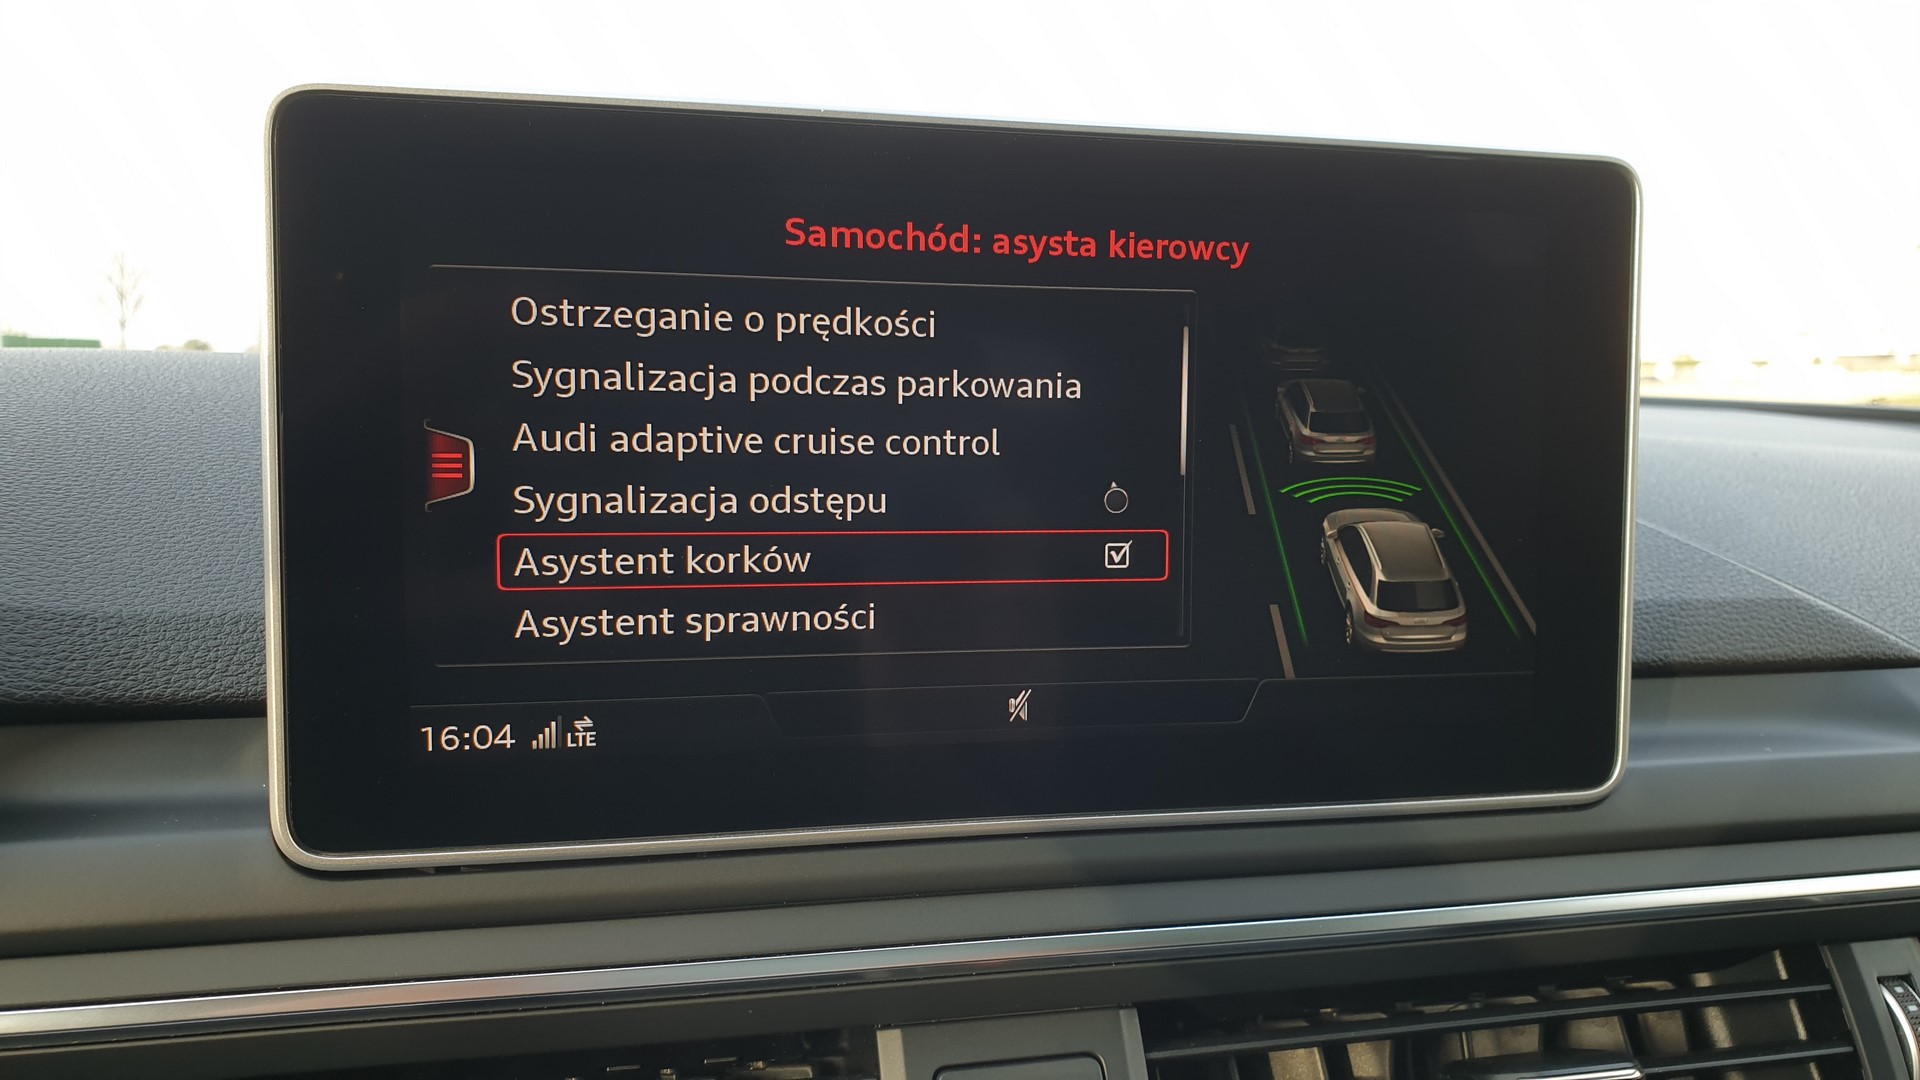 Samochód: asysta kierowcy
Ostrzeganie o prędkości
Sygnalizacja podczas parkowania
Audi adaptive cruise control
Sygnalizacja odstępu
Asystent korków
Asystent sprawności
16:04 LTE